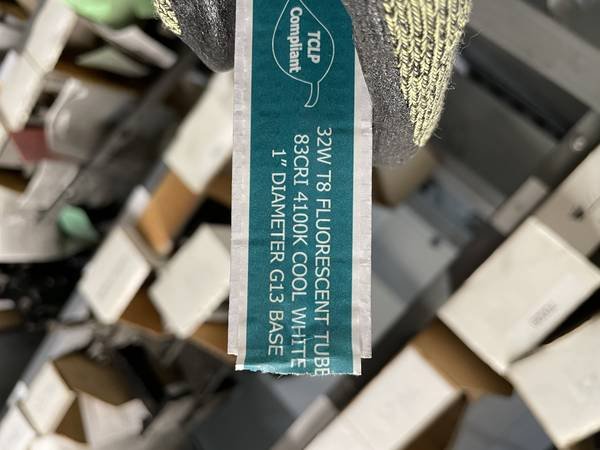 TCLP
Compliant
32W T8 FLUORESCENT TUBE
83CRI 4100K COOL WHITE
1" DIAMETER G13 BASE